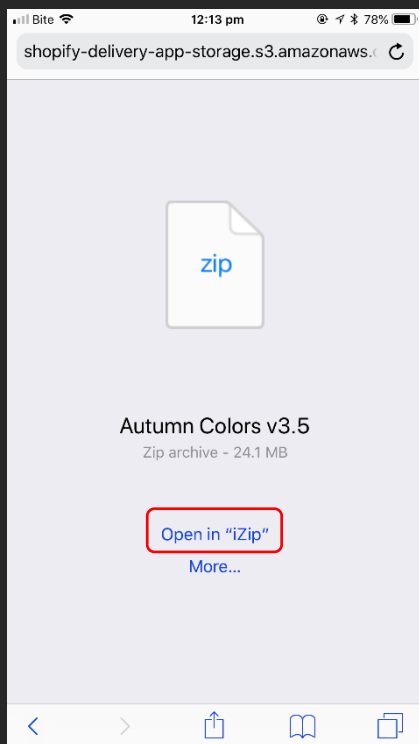 Bite 12:13 pm 78%
shopify-delivery-app-storage.s3.amazonaws.
zip
Autumn Colors v3.5
Zip archive - 24.1 MB
Open in “iZip”
More...